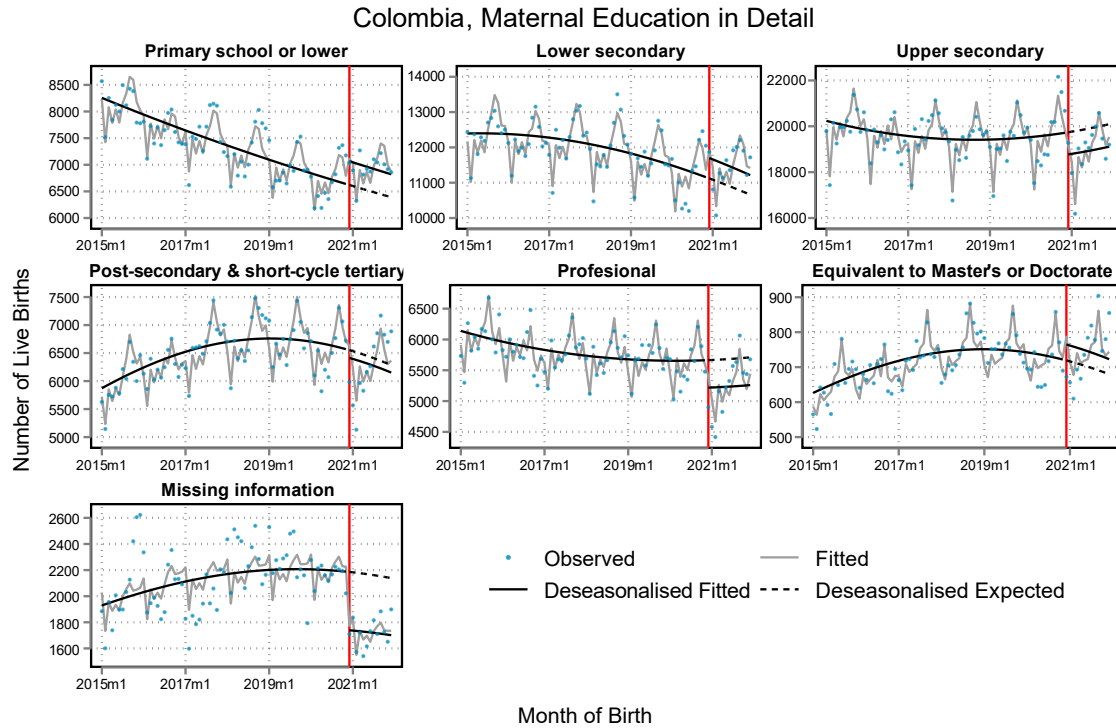 Colombia, Maternal Education in Detail
Primary school or lower
Lower secondary
Upper secondary
8500
8000
7500
7000
6500
6000
14000
13000
12000
11000
10000
22000
20000
18000
16000
2015m1 2017m1 2019m1 2021m1
2015m1 2017m1 2019m1 2021m1
2015m1 2017m1 2019m1 2021m1
Post-secondary & short-cycle tertiary
Profesional
Equivalent to Master's or Doctorate
7500
7000
6500
6000
5500
5000
6500
6000
5500
5000
4500
900
800
700
600
500
2015m1 2017m1 2019m1 2021m1
2015m1 2017m1 2019m1 2021m1
2015m1 2017m1 2019m1 2021m1
Missing information
2600
2400
2200
2000
1800
1600
2015m1 2017m1 2019m1 2021m1
Number of Live Births
Month of Birth
Observed
Fitted
Deseasonalised Fitted
Deseasonalised Expected